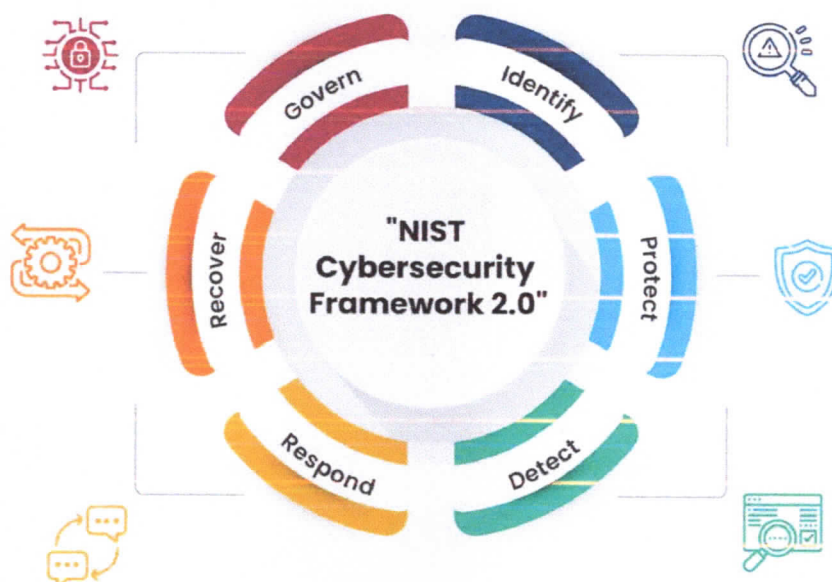 Govern
Identify
Recover
"NIST
Cybersecurity
Framework 2.0"
Protect
Respond
Detect